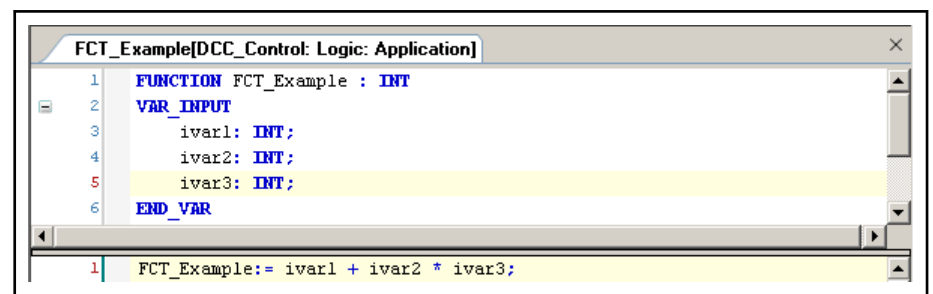 FCT_Example[DCC_Control: Logic: Application]
1 FUNCTION FCT_Example : INT
2 VAR_INPUT
3 ivar1: INT;
4 ivar2: INT;
5 ivar3: INT;
6 END_VAR
1 FCT_Example:= ivar1 + ivar2 * ivar3;